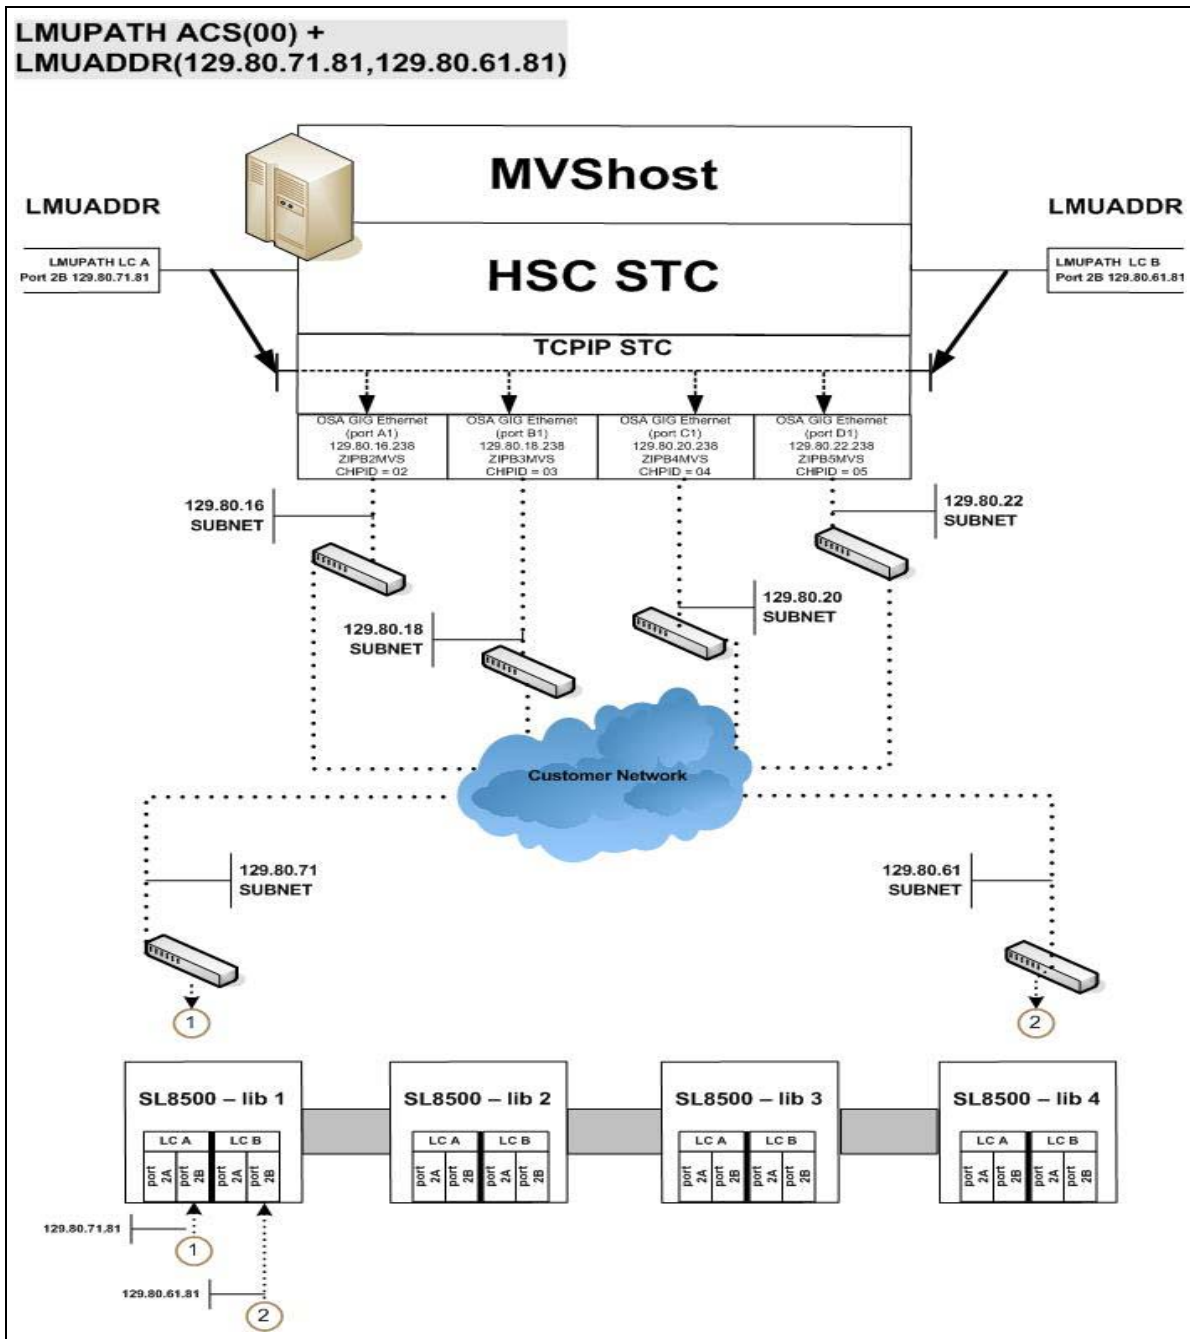 LMUPATH ACS(00) +
LMUADDR(129.80.71.81,129.80.61.81)
MVShost
LMUADDR
LMUADDR
LMUPATH LC A
Port 2B 129.80.71.81
HSC STC
LMUPATH LC B
Port 2B 129.80.61.81
TCPIP STC
OSA GIG Ethernet
(port A1)
129.80.16.238
ZIPB2MVS
CHPID = 02
OSA GIG Ethernet
(port B1)
129.80.18.238
ZIPB3MVS
CHPID = 03
OSA GIG Ethernet
(port C1)
129.80.20.238
ZIPB4MVS
CHPID = 04
OSA GIG Ethernet
(port D1)
129.80.22.238
ZIPB5MVS
CHPID = 05
129.80.16
SUBNET
129.80.22
SUBNET
129.80.18
SUBNET
129.80.20
SUBNET
Customer Network
129.80.71
SUBNET
129.80.61
SUBNET
1
2
SL8500 – lib 1
LC A
LC B
port 2A
port 2B
port 2A
port 2B
SL8500 – lib 2
LC A
LC B
port 2A
port 2B
port 2A
port 2B
SL8500 – lib 3
LC A
LC B
port 2A
port 2B
port 2A
port 2B
SL8500 – lib 4
LC A
LC B
port 2A
port 2B
port 2A
port 2B
129.80.71.81
1
129.80.61.81
2